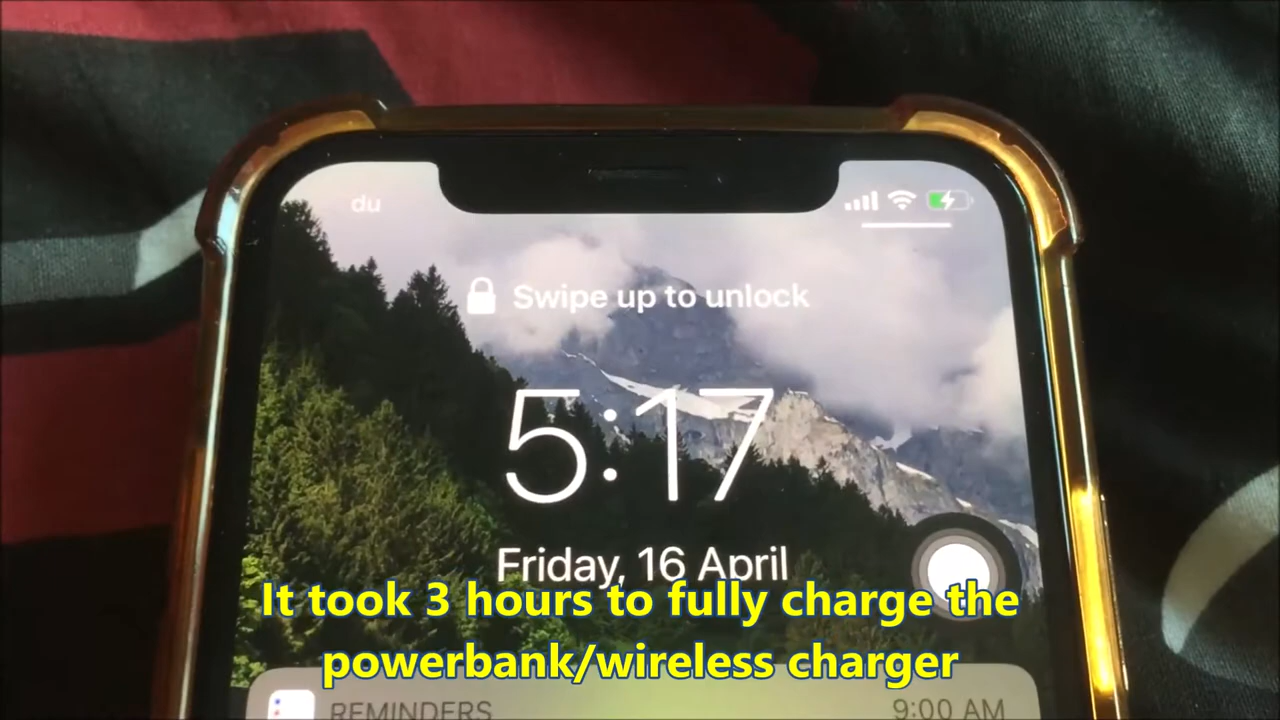 du
Swipe up to unlock
5:17
Friday, 16 April
It took 3 hours to fully charge the
powerbank/wireless charger
REMINDERS 9:00 AM